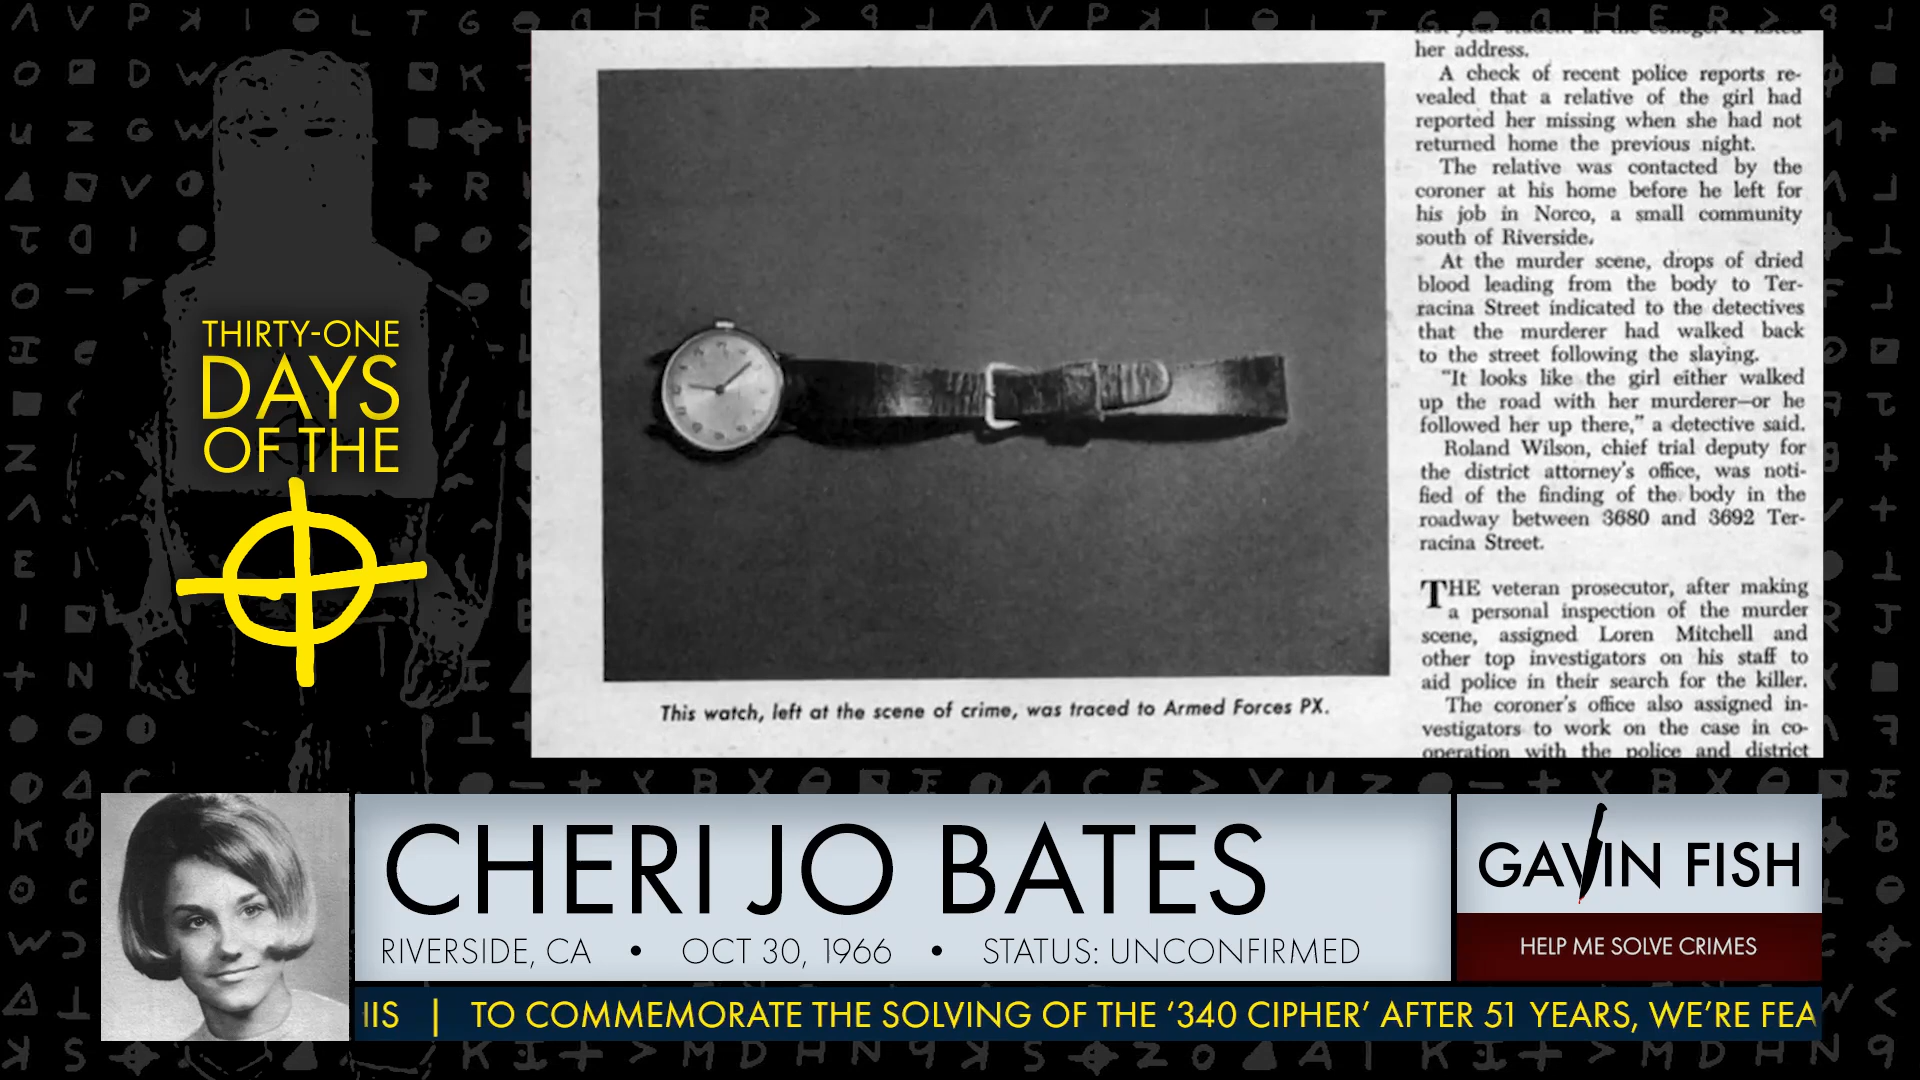 THIRTY-ONE
DAYS
OF THE
her address.
A check of recent police reports re-
vealed that a relative of the girl had
reported her missing when she had not
returned home the previous night.
The relative was contacted by the
coroner at his home before he left for
his job in Norco, a small community
south of Riverside.
At the murder scene, drops of dried
blood leading from the body to Ter-
racina Street indicated to the detectives
that the murderer had walked back
to the street following the slaying.
"It looks like the girl either walked
up the road with her murderer—or he
followed her up there," a detective said.
Roland Wilson, chief trial deputy for
the district attorney's office, was noti-
fied of the finding of the body in the
roadway between 3680 and 3692 Ter-
racina Street.
THE veteran prosecutor, after making
a personal inspection of the murder
scene, assigned Loren Mitchell and
other top investigators on his staff to
aid police in their search for the killer.
The coroner's office also assigned in-
vestigators to work on the case in co-
operation with the police and district
This watch, left at the scene of crime, was traced to Armed Forces PX.
CHERI JO BATES
RIVERSIDE, CA • OCT 30, 1966 • STATUS: UNCONFIRMED
GAVIN FISH
HELP ME SOLVE CRIMES
| TO COMMEMORATE THE SOLVING OF THE '340 CIPHER' AFTER 51 YEARS, WE'RE FEA